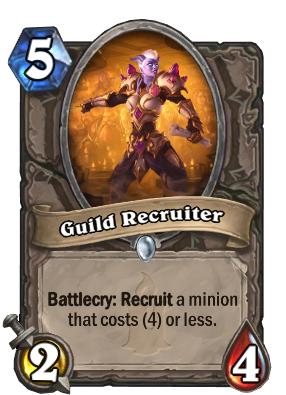 5
Guild Recruiter
Battlecry: Recruit a minion
that costs (4) or less.
2
4